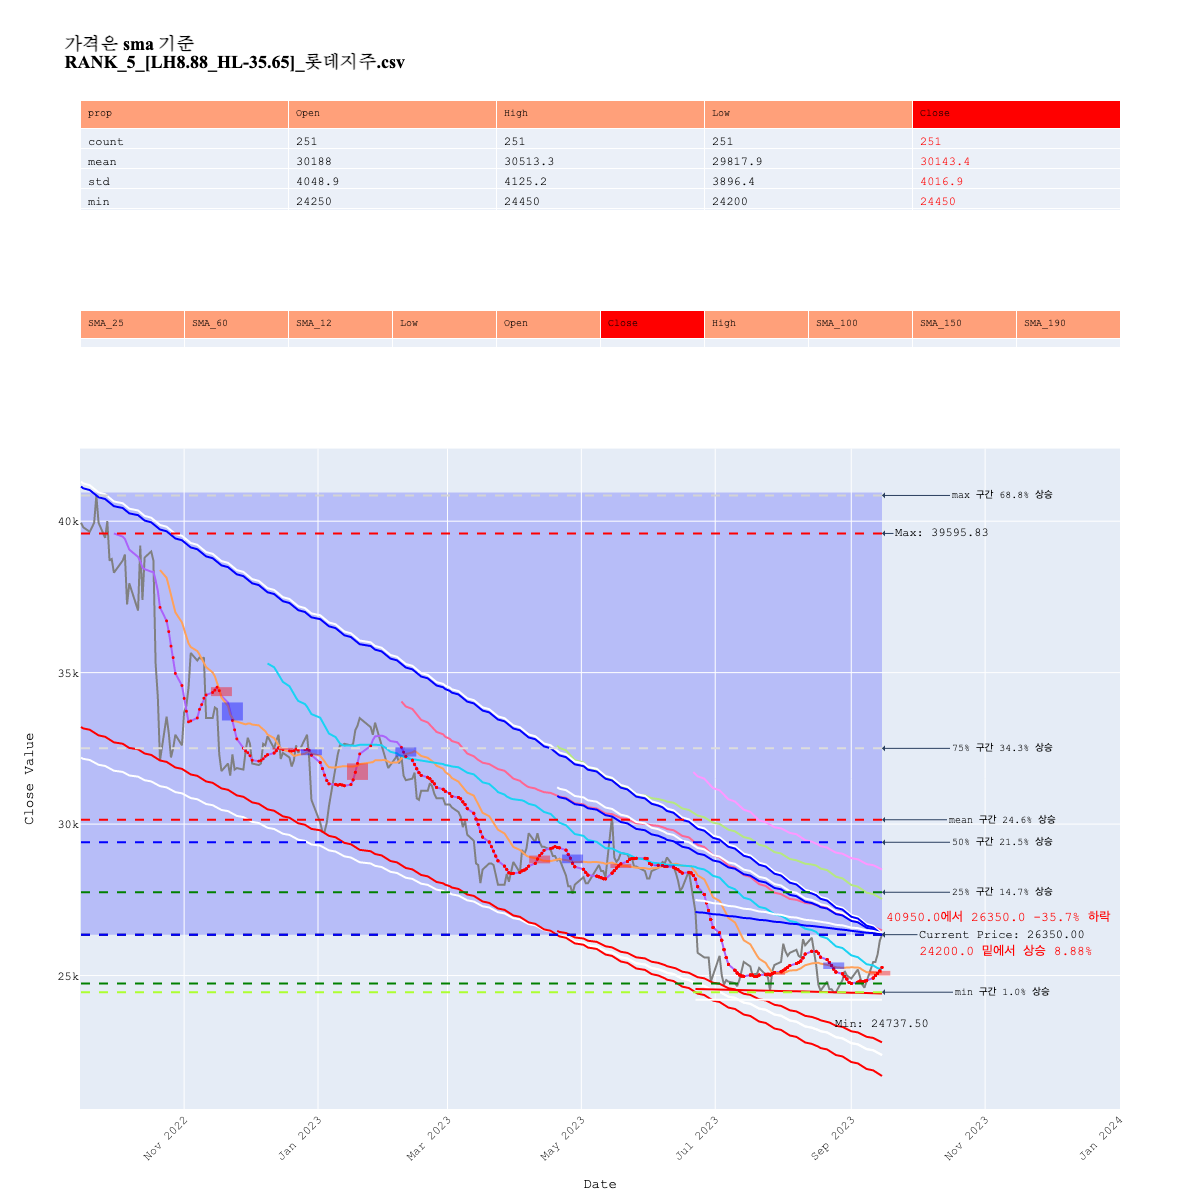 가격은 sma 기준
RANK_5_[LH8.88_HL-35.65]_롯데지주.csv
prop Open High Low Close
count 251 251 251 251
mean 30188 30513.3 29817.9 30143.4
std 4048.9 4125.2 3896.4 4016.9
min 24250 24450 24200 24450
SMA_25 SMA_60 SMA_12 Low Open Close High SMA_100 SMA_150 SMA_190
max 구간 68.8% 상승
40k
Max: 39595.83
35k
75% 구간 34.3% 상승
30k
mean 구간 24.6% 상승
50% 구간 21.5% 상승
25% 구간 14.7% 상승
40950.0에서 26350.0 -35.7% 하락
Current Price: 26350.00
24200.0 밑에서 상승 8.88%
25k
min 구간 1.0% 상승
Min: 24737.50
Close Value
Nov 2022 Jan 2023 Mar 2023 May 2023 Jul 2023 Sep 2023 Nov 2023 Jan 2024
Date